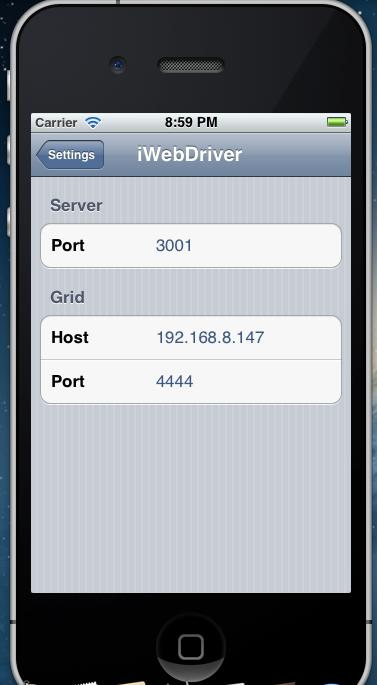 Carrier 8:59 PM
Settings iWebDriver
Server
Port 3001
Grid
Host 192.168.8.147
Port 4444